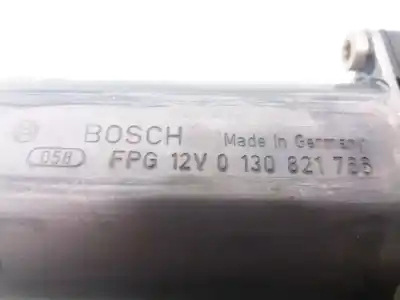 BOSCH Made in Germany
058 FPG 12V 0 130 821 766